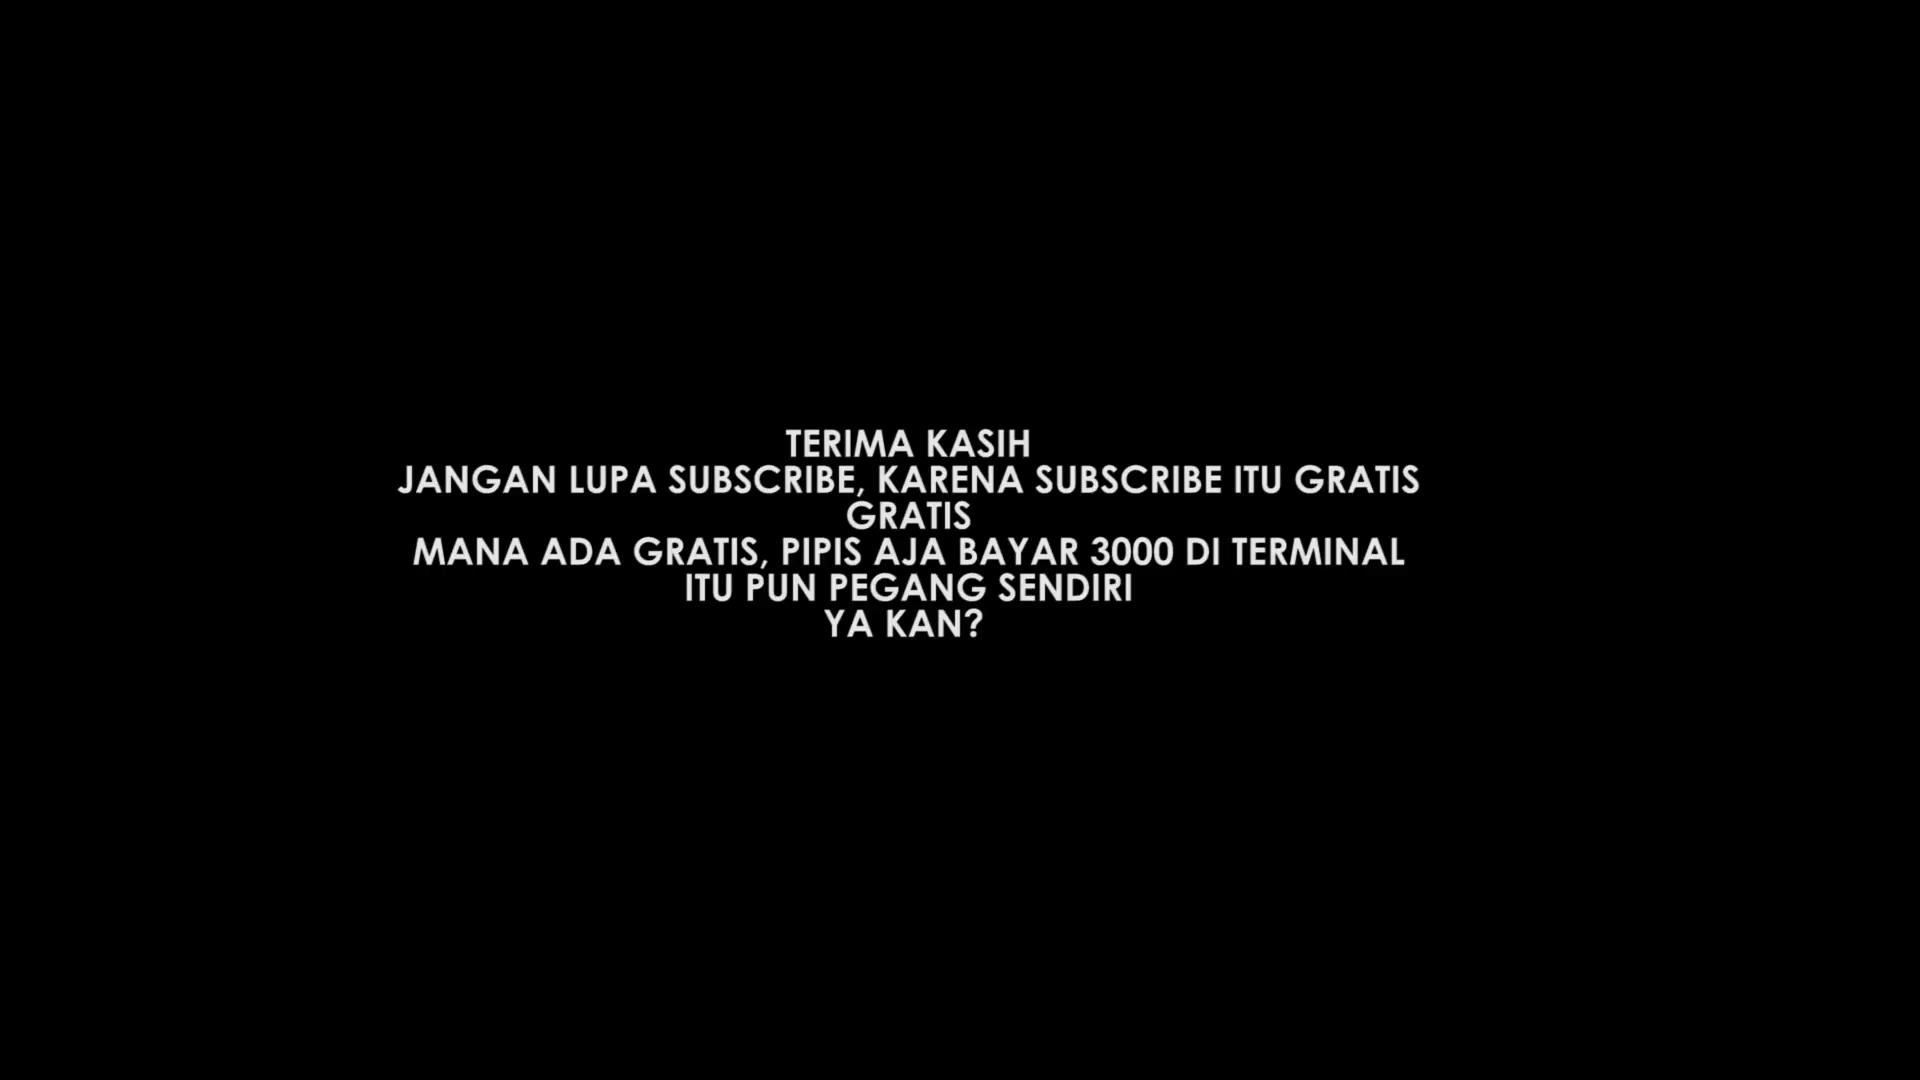 TERIMA KASIH
JANGAN LUPA SUBSCRIBE, KARENA SUBSCRIBE ITU GRATIS
GRATIS
MANA ADA GRATIS, PIPIS AJA BAYAR 3000 DI TERMINAL
ITU PUN PEGANG SENDIRI
YA KAN?